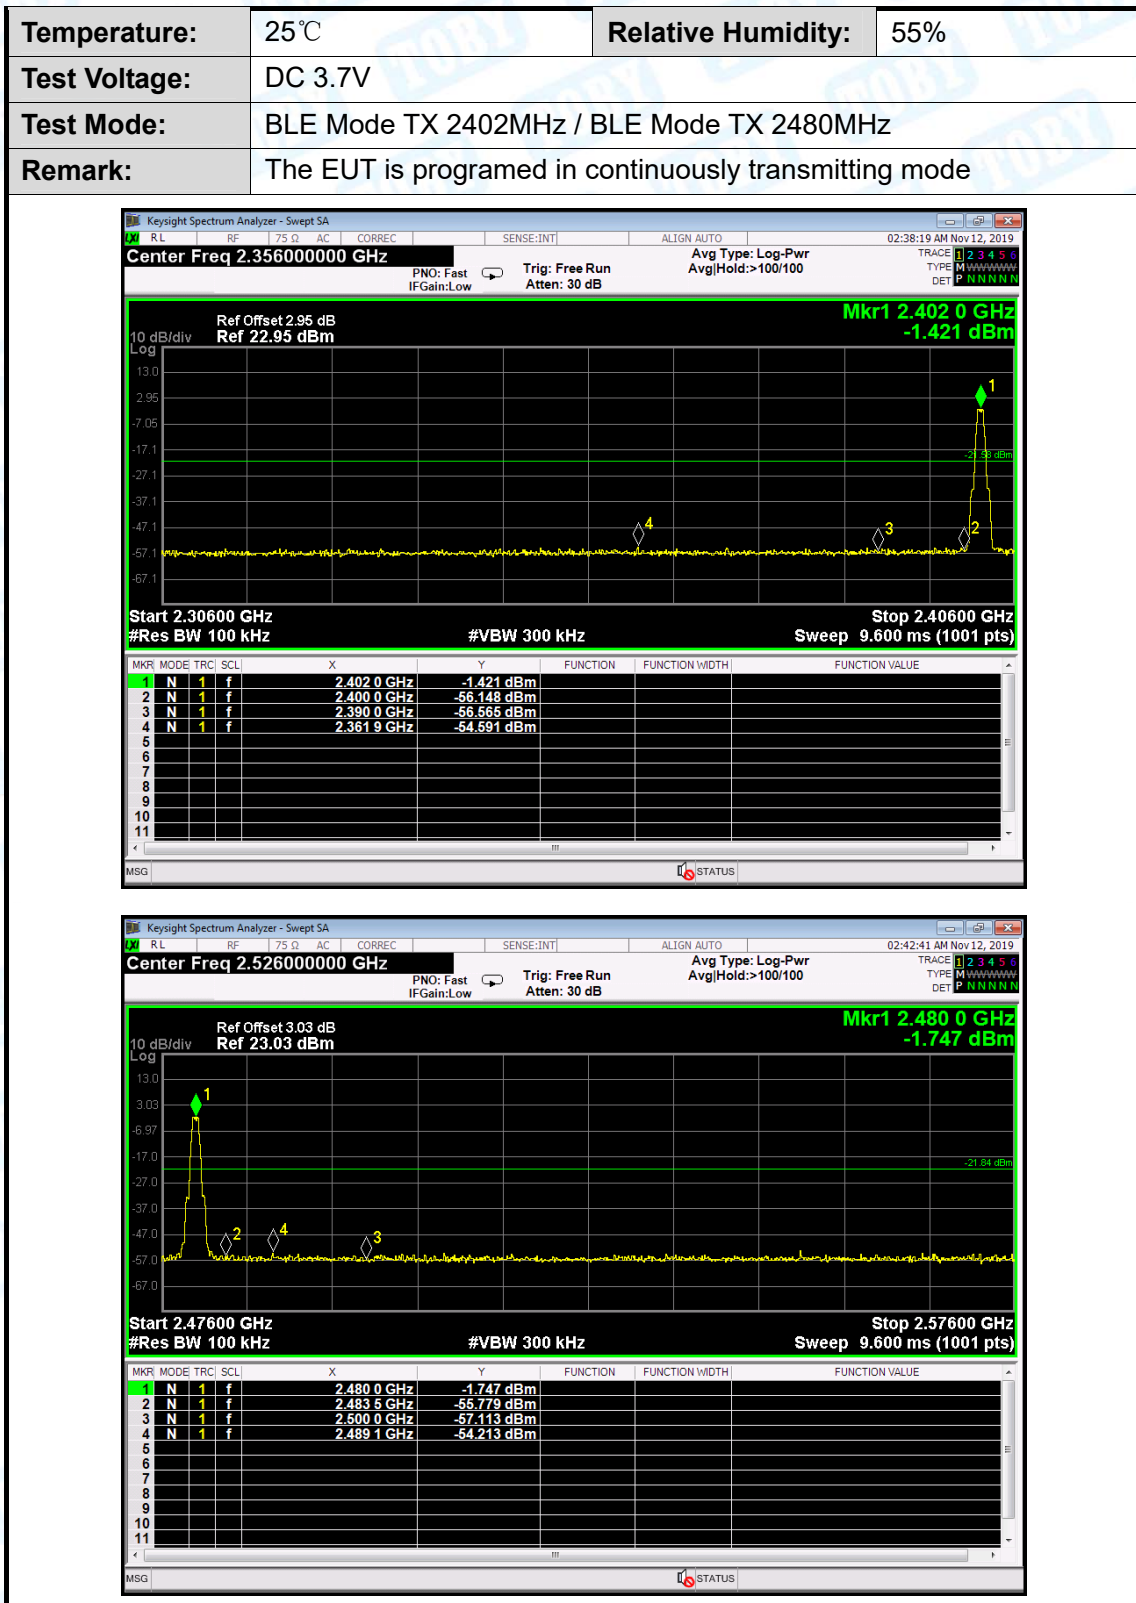 Temperature: 25℃ Relative Humidity: 55%
Test Voltage: DC 3.7V
Test Mode: BLE Mode TX 2402MHz / BLE Mode TX 2480MHz
Remark: The EUT is programed in continuously transmitting mode
Keysight Spectrum Analyzer - Swept SA
LXI RL RF 75 Ω AC CORREC SENSE:INT ALIGN AUTO 02:38:19 AM Nov 12, 2019
Center Freq 2.356000000 GHz
PNO: Fast
IFGain:Low
Trig: Free Run
Atten: 30 dB
Avg Type: Log-Pwr
Avg|Hold:>100/100
TRACE 1 2 3 4 5 6
TYPE M WWWWW
DET P N N N N N
Mkr1 2.402 0 GHz
-1.421 dBm
Ref Offset 2.95 dB
10 dB/div Ref 22.95 dBm
Log
13.0
2.95
-7.05
-17.1
-27.1
-37.1
-47.1
-57.1
-67.1
1
-21.58 dBm
4
3
2
Start 2.30600 GHz Stop 2.40600 GHz
#Res BW 100 kHz #VBW 300 kHz Sweep 9.600 ms (1001 pts)
MKR MODE TRC SCL X Y FUNCTION FUNCTION WIDTH FUNCTION VALUE
1 N 1 f 2.402 0 GHz -1.421 dBm
2 N 1 f 2.400 0 GHz -56.148 dBm
3 N 1 f 2.390 0 GHz -56.565 dBm
4 N 1 f 2.361 9 GHz -54.591 dBm
5
6
7
8
9
10
11
MSG STATUS
Keysight Spectrum Analyzer - Swept SA
LXI RL RF 75 Ω AC CORREC SENSE:INT ALIGN AUTO 02:42:41 AM Nov 12, 2019
Center Freq 2.526000000 GHz
PNO: Fast
IFGain:Low
Trig: Free Run
Atten: 30 dB
Avg Type: Log-Pwr
Avg|Hold:>100/100
TRACE 1 2 3 4 5 6
TYPE M WWWWW
DET P N N N N N
Mkr1 2.480 0 GHz
-1.747 dBm
Ref Offset 3.03 dB
10 dB/div Ref 23.03 dBm
Log
13.0
3.03
-6.97
-17.0
-27.0
-37.0
-47.0
-57.0
-67.0
1
-21.84 dBm
2
4
3
Start 2.47600 GHz Stop 2.57600 GHz
#Res BW 100 kHz #VBW 300 kHz Sweep 9.600 ms (1001 pts)
MKR MODE TRC SCL X Y FUNCTION FUNCTION WIDTH FUNCTION VALUE
1 N 1 f 2.480 0 GHz -1.747 dBm
2 N 1 f 2.483 5 GHz -55.779 dBm
3 N 1 f 2.500 0 GHz -57.113 dBm
4 N 1 f 2.489 1 GHz -54.213 dBm
5
6
7
8
9
10
11
MSG STATUS